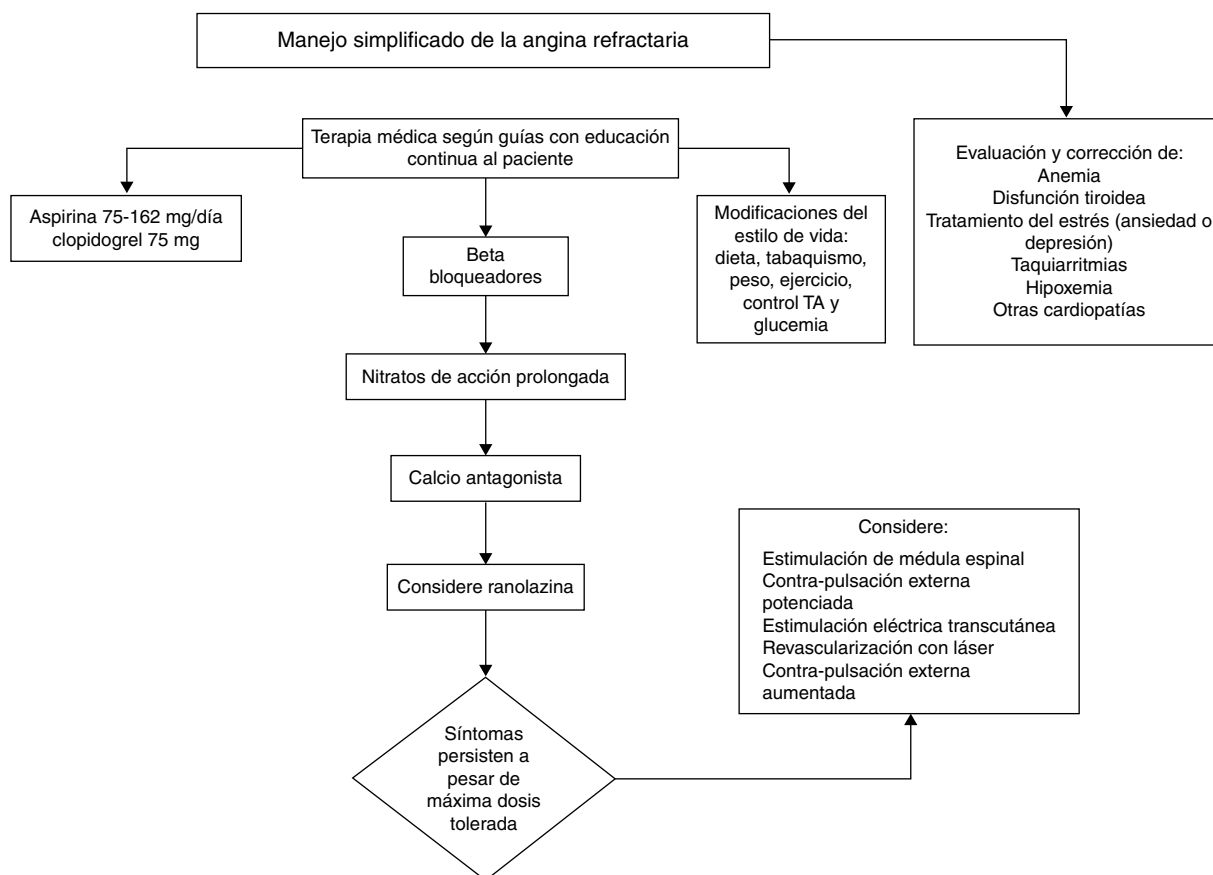 Manejo simplificado de la angina refractaria
Terapia médica según guías con educación
continua al paciente
Evaluación y corrección de:
Anemia
Disfunción tiroidea
Tratamiento del estrés (ansiedad o
depresión)
Taquiarritmias
Hipoxemia
Otras cardiopatías
Aspirina 75-162 mg/día
clopidogrel 75 mg
Beta
bloqueadores
Modificaciones del
estilo de vida:
dieta, tabaquismo,
peso, ejercicio,
control TA y
glucemia
Nitratos de acción prolongada
Calcio antagonista
Considere ranolazina
Síntomas
persisten a
pesar de
máxima dosis
tolerada
Considere:
Estimulación de médula espinal
Contra-pulsación externa
potenciada
Estimulación eléctrica transcutánea
Revascularización con láser
Contra-pulsación externa
aumentada